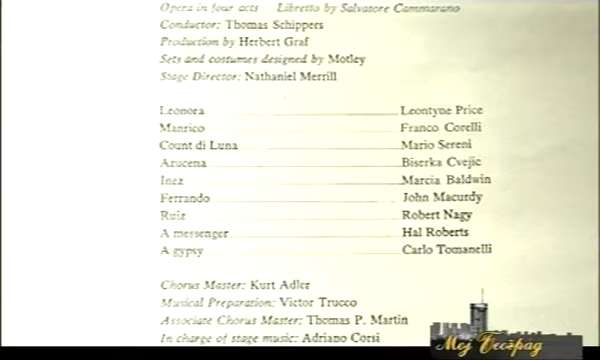 Opera in four acts Libretto by Salvatore Cammarano
Conductor: Thomas Schippers
Production by Herbert Graf
Sets and costumes designed by Motley
Stage Director: Nathaniel Merrill
Leonora Leontyne Price
Manrico Franco Corelli
Count di Luna Mario Sereni
Azucena Biserka Cvejic
Inez Marcia Baldwin
Ferrando John Macurdy
Ruiz Robert Nagy
A messenger Hal Roberts
A gypsy Carlo Tomanelli
Chorus Master: Kurt Adler
Musical Preparation: Victor Trucco
Associate Chorus Master: Thomas P. Martin
In charge of stage music: Adriano Corsi
Мој Београд